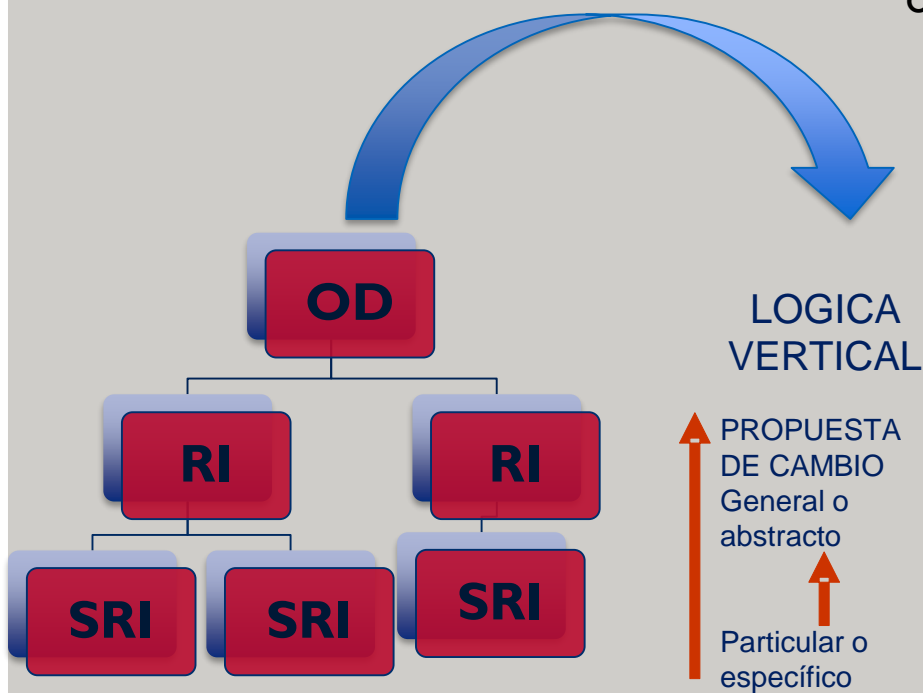 OD
RI
RI
SRI
SRI
SRI
LOGICA
VERTICAL
PROPUESTA
DE CAMBIO
General o
abstracto
Particular o
específico